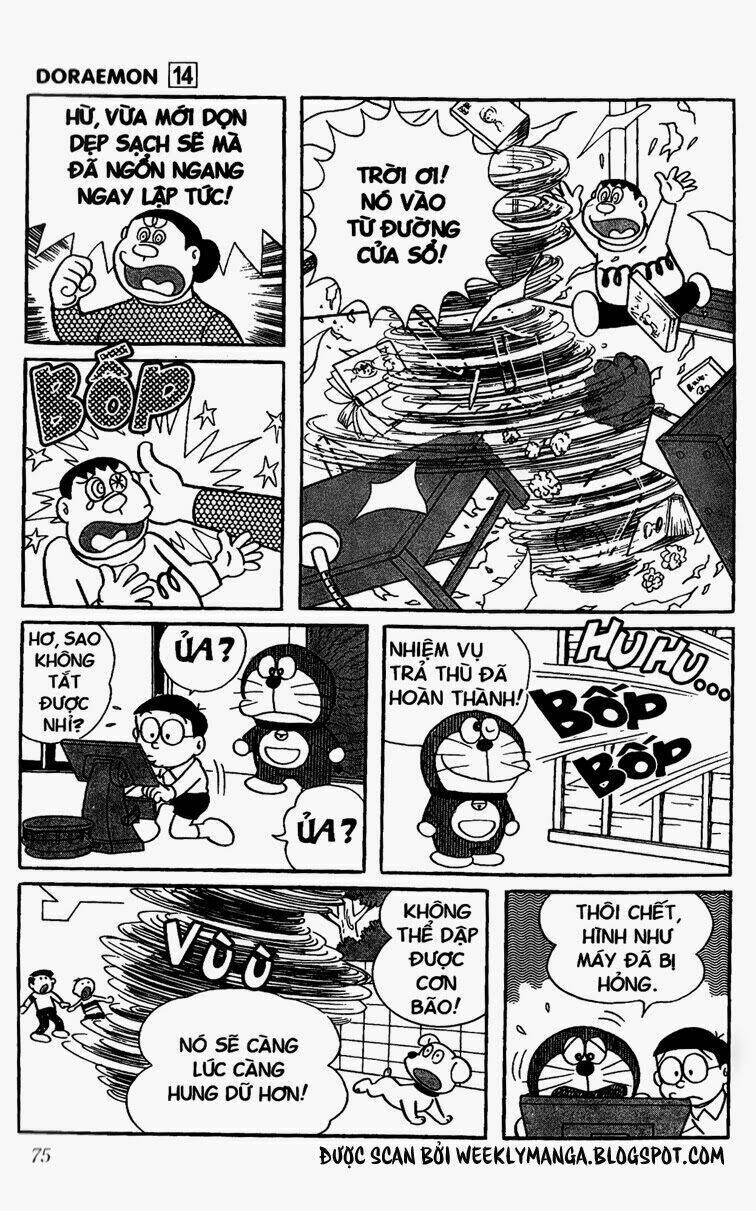 DORAEMON 14
TRỜI ƠI!
NÓ VÀO
TỪ ĐƯỜNG
CỬA SỔ!
HỪ, VỪA MỚI DỌN
DẸP SẠCH SẼ MÀ
ĐÃ NGỔN NGANG
NGAY LẬP TỨC!
BỐP
HU HU...
BỐP
BỐP
NHIỆM VỤ
TRẢ THÙ ĐÃ
HOÀN THÀNH!
ỦA?
ỦA?
HƠ, SAO
KHÔNG
TẮT
ĐƯỢC
NHỈ?
THÔI CHẾT,
HÌNH NHƯ
MÁY ĐÃ BỊ
HỎNG.
KHÔNG
THỂ DẬP
ĐƯỢC
CƠN
BÃO!
VÙ Ù
NÓ SẼ CÀNG
LÚC CÀNG
HUNG DỮ HƠN!
75
ĐƯỢC SCAN BỞI WEEKLYMANGA.BLOGSPOT.COM